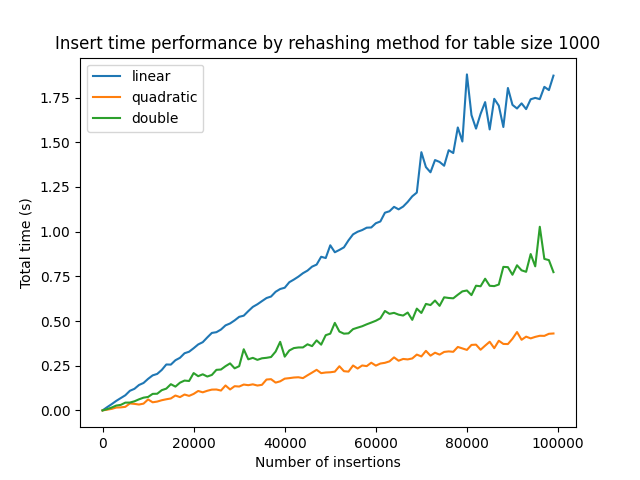 Insert time performance by rehashing method for table size 1000
linear
quadratic
double
Total time (s)
1.75
1.50
1.25
1.00
0.75
0.50
0.25
0.00
0
20000
40000
60000
80000
100000
Number of insertions